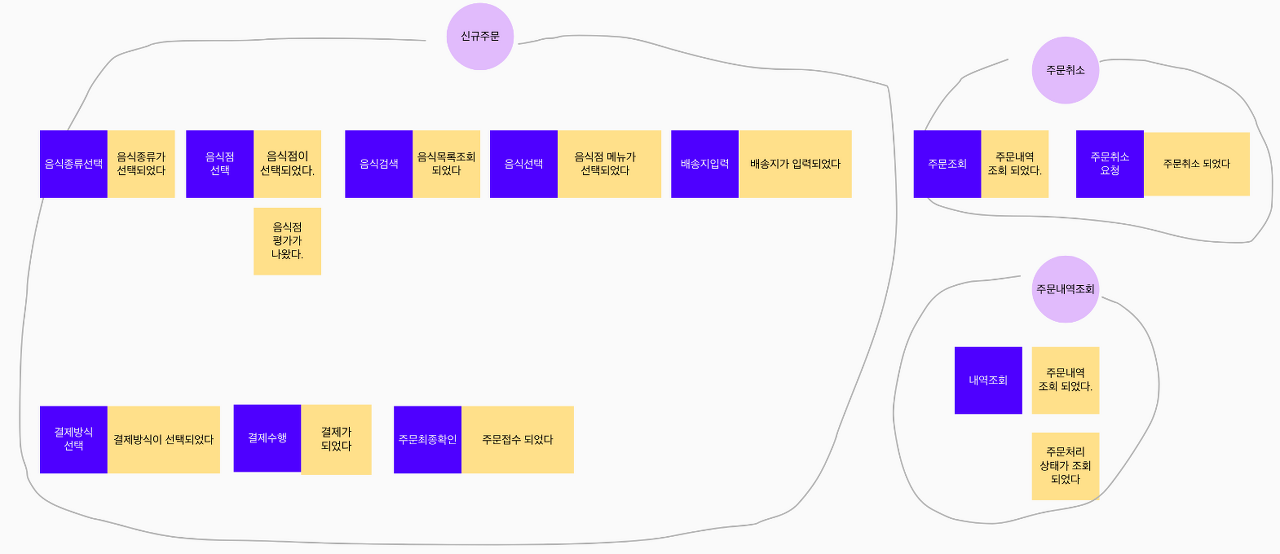 신규주문
음식종류선택
음식종류가
선택되었다
음식점
선택
음식점이
선택되었다.
음식점
평가가
나왔다.
음식검색
음식목록조회
되었다
음식선택
음식점 메뉴가
선택되었다
배송지입력
배송지가 입력되었다
결제방식
선택
결제방식이 선택되었다
결제수행
결제가
되었다
주문최종확인
주문접수 되었다
주문취소
주문조회
주문내역
조회 되었다.
주문취소
요청
주문취소 되었다
주문내역조회
내역조회
주문내역
조회 되었다.
주문처리
상태가 조회
되었다